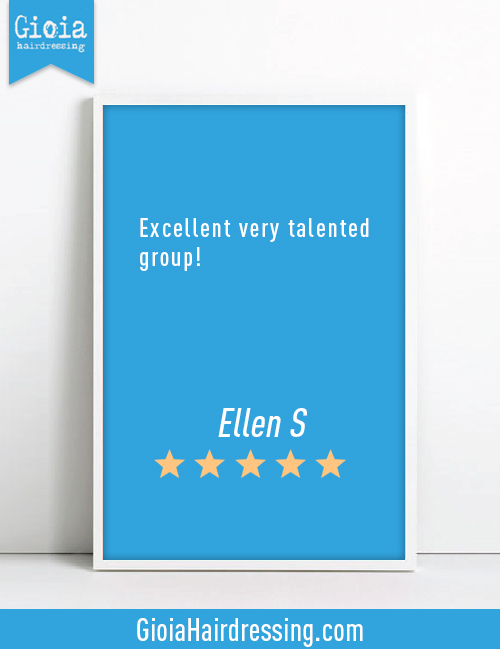 Gioia
hairdressing
Excellent very talented
group!
Ellen S
GioiaHairdressing.com